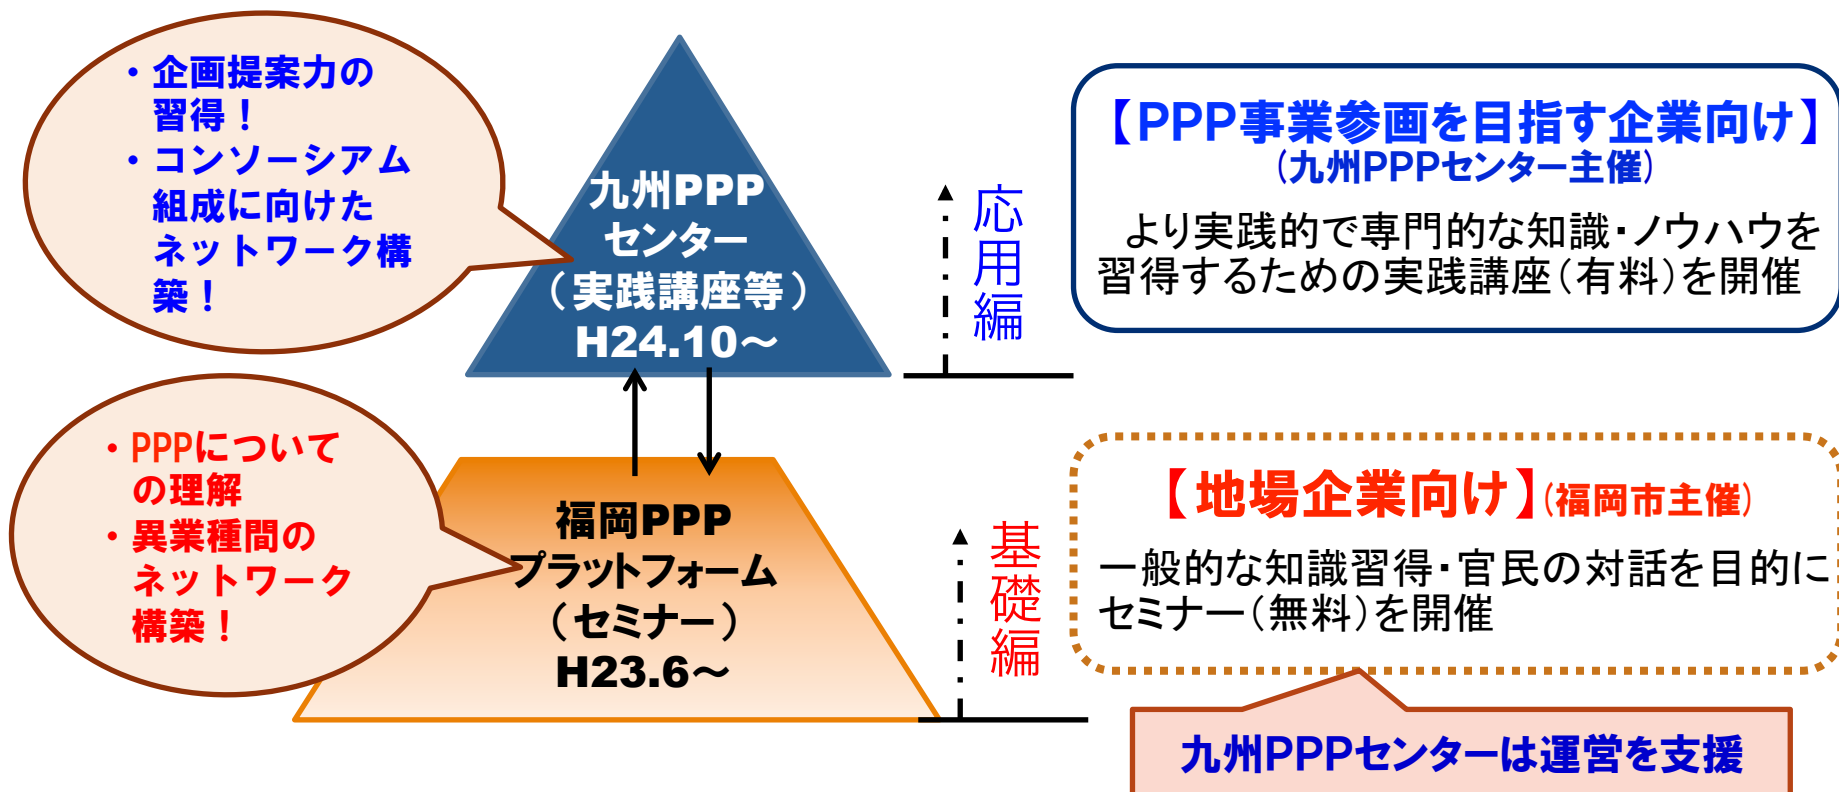 ・企画提案力の
習得！
・コンソーシアム
組成に向けた
ネットワーク構
築！
九州PPP
センター
（実践講座等）
H24.10～
応用編
【PPP事業参画を目指す企業向け】
(九州PPPセンター主催)
より実践的で専門的な知識・ノウハウを
習得するための実践講座(有料)を開催
・PPPについて
の理解
・異業種間の
ネットワーク
構築！
福岡PPP
プラットフォーム
（セミナー）
H23.6～
基礎編
【地場企業向け】(福岡市主催)
一般的な知識習得・官民の対話を目的に
セミナー(無料)を開催
九州PPPセンターは運営を支援